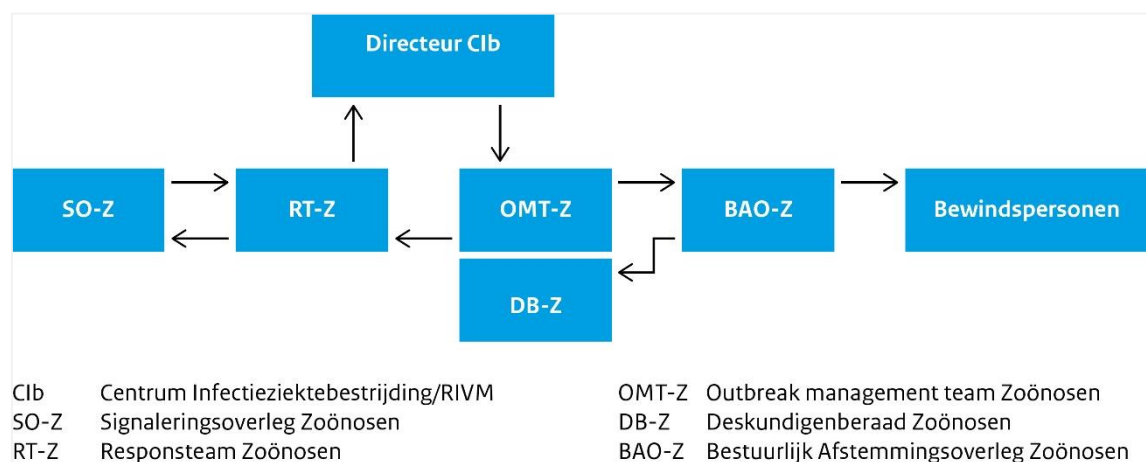 Directeur CIb
SO-Z
RT-Z
OMT-Z
BAO-Z
Bewindspersonen
DB-Z
CIb Centrum Infectieziektebestrijding/RIVM
SO-Z Signaleringsoverleg Zoönosen
RT-Z Responsteam Zoönosen
OMT-Z Outbreak management team Zoönosen
DB-Z Deskundigenberaad Zoönosen
BAO-Z Bestuurlijk Afstemmingsoverleg Zoönosen